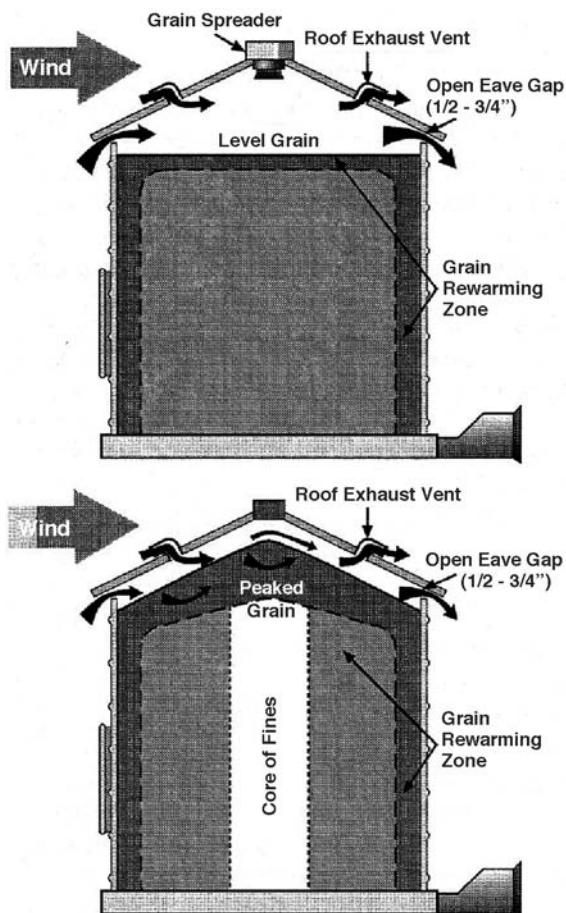 Grain Spreader
Roof Exhaust Vent
Wind
Open Eave Gap
(1/2 - 3/4")
Level Grain
Grain
Rewarming
Zone
Roof Exhaust Vent
Wind
Open Eave Gap
(1/2 - 3/4")
Peaked
Grain
Core of Fines
Grain
Rewarming
Zone